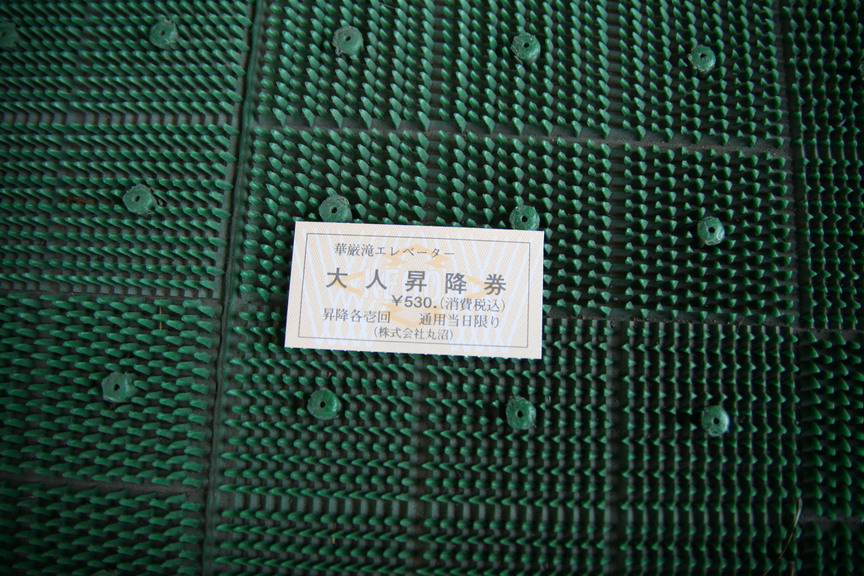 華厳滝エレベーター
大人昇降券
￥530.(消費税込)
昇降各壱回　通用当日限り
(株式会社丸沼)